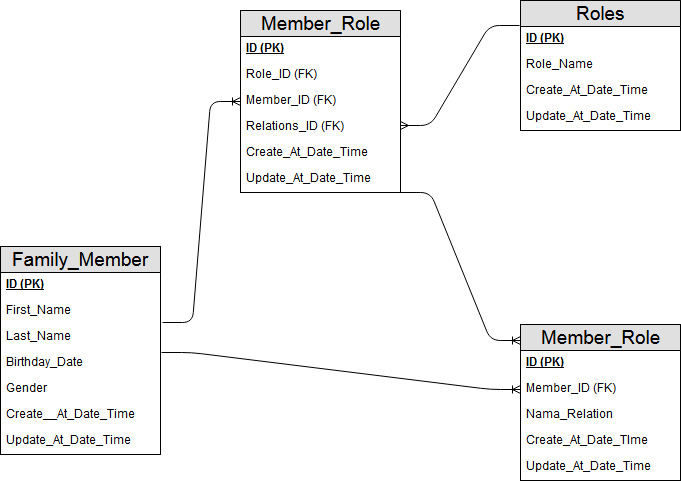 Member_Role
ID (PK)
Role_ID (FK)
Member_ID (FK)
Relations_ID (FK)
Create_At_Date_Time
Update_At_Date_Time
Roles
ID (PK)
Role_Name
Create_At_Date_Time
Update_At_Date_Time
Family_Member
ID (PK)
First_Name
Last_Name
Birthday_Date
Gender
Create__At_Date_Time
Update_At_Date_Time
Member_Role
ID (PK)
Member_ID (FK)
Nama_Relation
Create_At_Date_TIme
Update_At_Date_Time